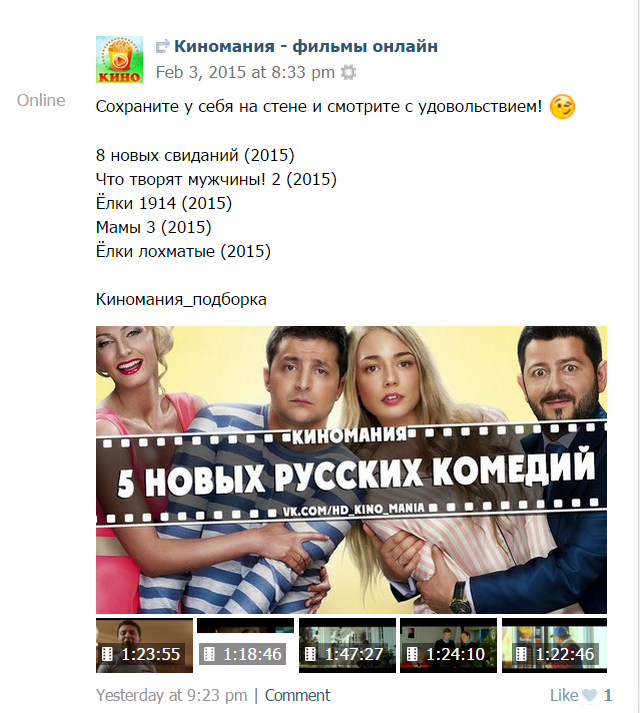 Киномания - фильмы онлайн
Feb 3, 2015 at 8:33 pm
Online
КИНО
Сохраните у себя на стене и смотрите с удовольствием!
8 новых свиданий (2015)
Что творят мужчины! 2 (2015)
Ёлки 1914 (2015)
Мамы 3 (2015)
Ёлки лохматые (2015)
Киномания_подборка
КИНОМАНИЯ
5 НОВЫХ РУССКИХ КОМЕДИЙ
VK.COM/HD_KINO_MANIA
1:23:55 1:18:46 1:47:27 1:24:10 1:22:46
Yesterday at 9:23 pm | Comment Like 1